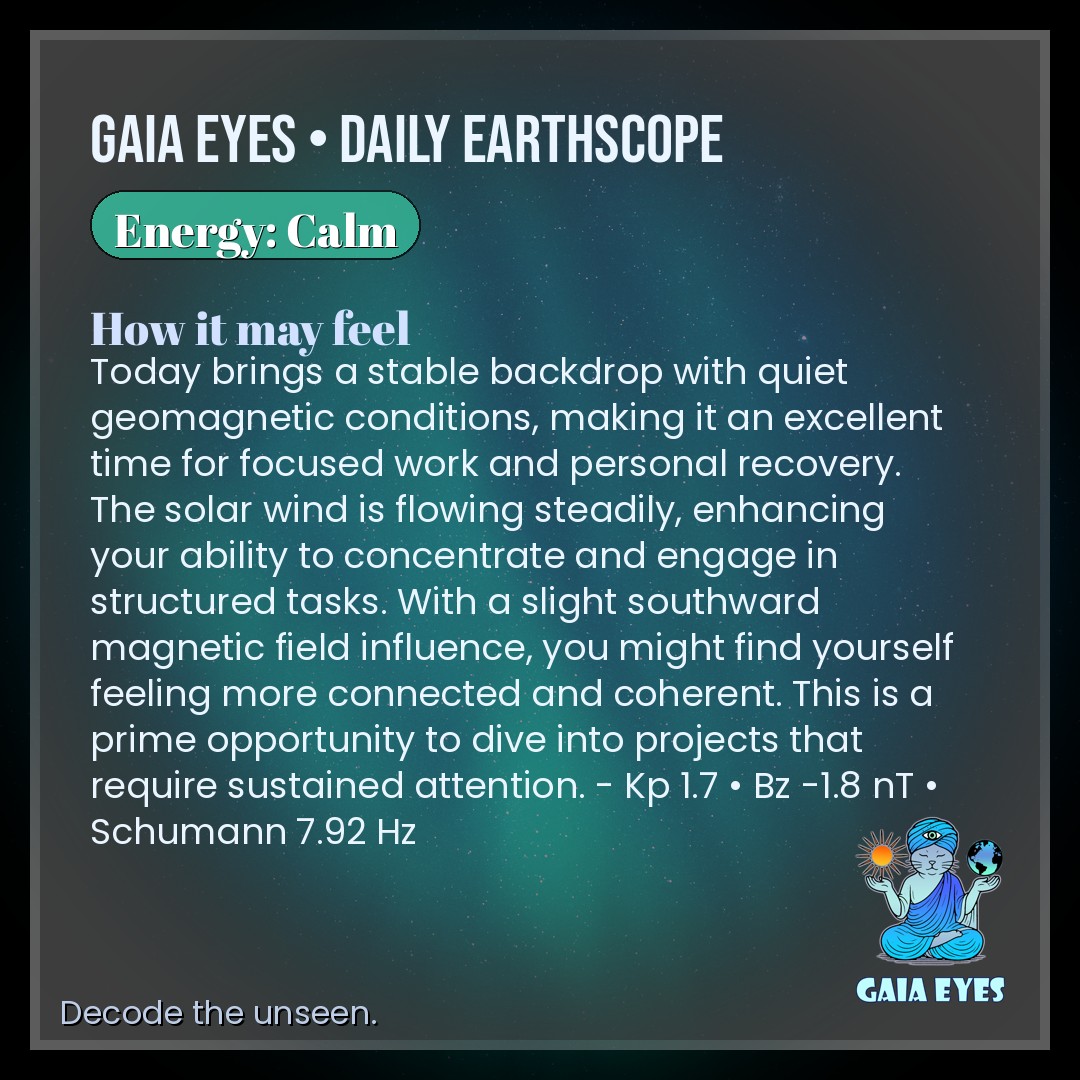 GAIA EYES • DAILY EARTHSCOPE
Energy: Calm
How it may feel
Today brings a stable backdrop with quiet
geomagnetic conditions, making it an excellent
time for focused work and personal recovery.
The solar wind is flowing steadily, enhancing
your ability to concentrate and engage in
structured tasks. With a slight southward
magnetic field influence, you might find yourself
feeling more connected and coherent. This is a
prime opportunity to dive into projects that
require sustained attention. - Kp 1.7 • Bz -1.8 nT •
Schumann 7.92 Hz
GAIA EYES
Decode the unseen.